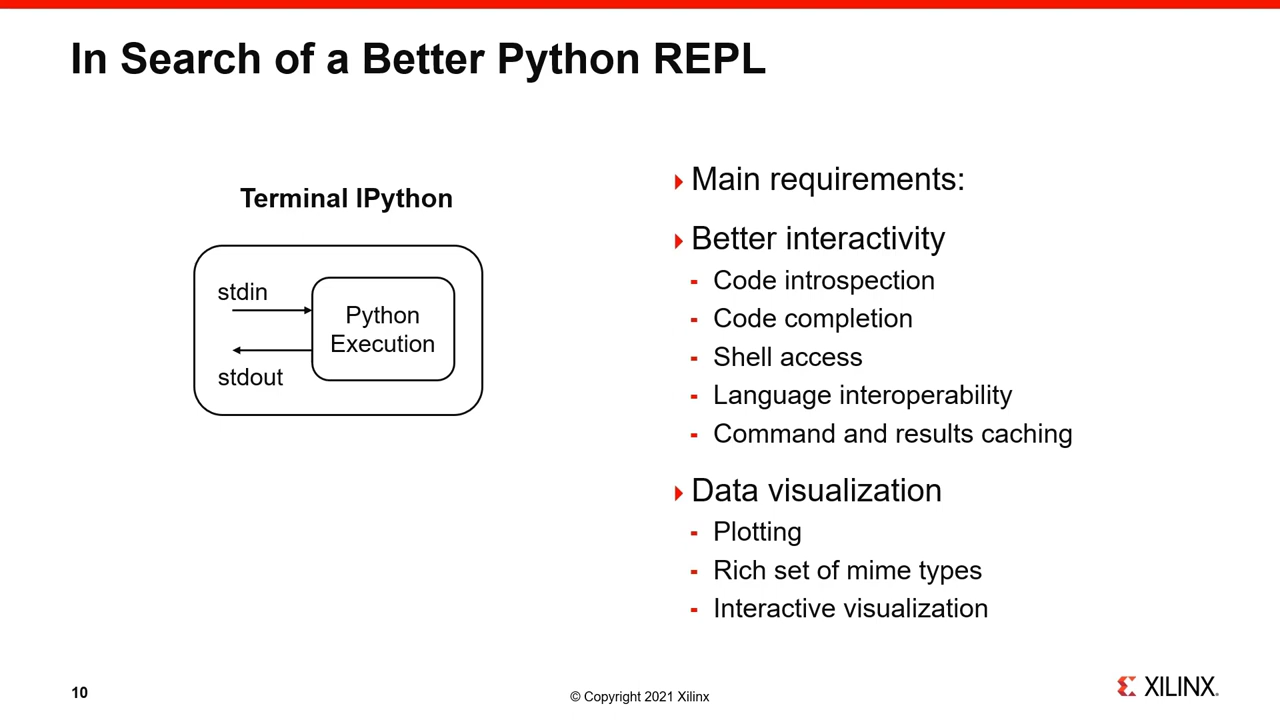 In Search of a Better Python REPL
Terminal IPython
stdin
Python
Execution
stdout
Main requirements:
Better interactivity
- Code introspection
- Code completion
- Shell access
- Language interoperability
- Command and results caching
Data visualization
- Plotting
- Rich set of mime types
- Interactive visualization
10
© Copyright 2021 Xilinx
XILINX.